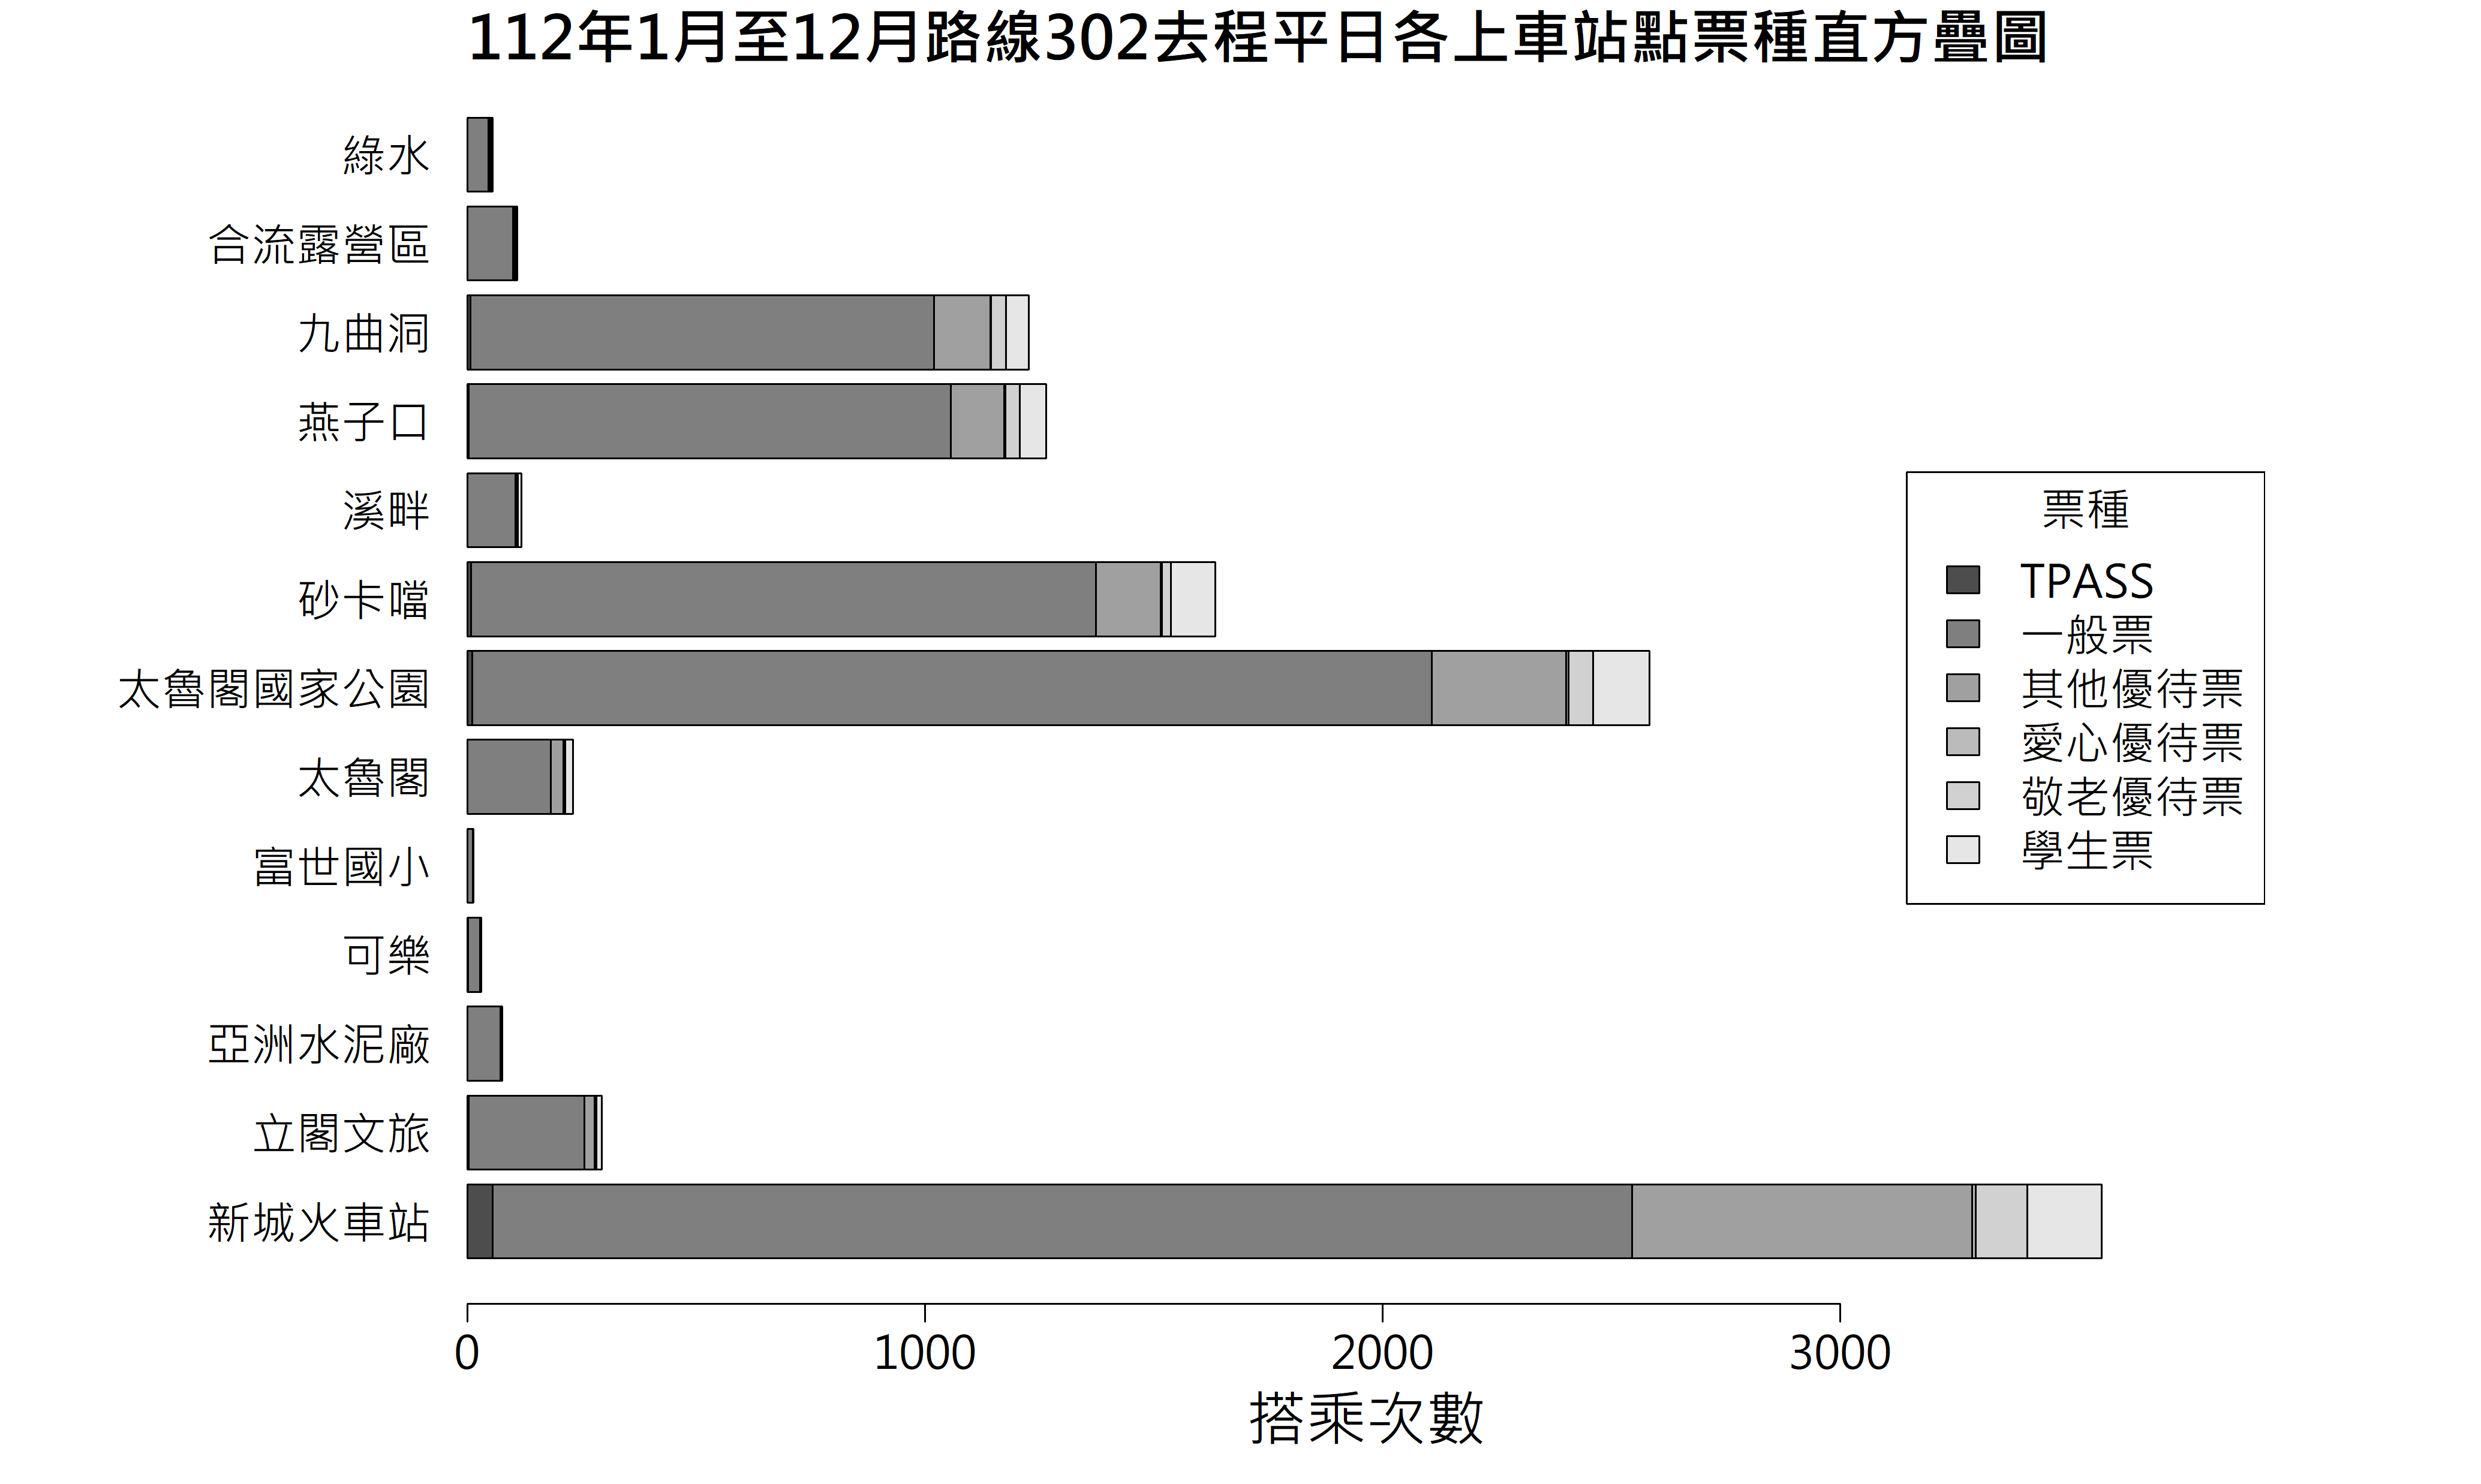 112年1月至12月路線302去程平日各上車站點票種直方疊圖
綠水
合流露營區
九曲洞
燕子口
溪畔
砂卡噹
太魯閣國家公園
太魯閣
富世國小
可樂
亞洲水泥廠
立閣文旅
新城火車站
票種
TPASS
一般票
其他優待票
愛心優待票
敬老優待票
學生票
0 1000 2000 3000
搭乘次數